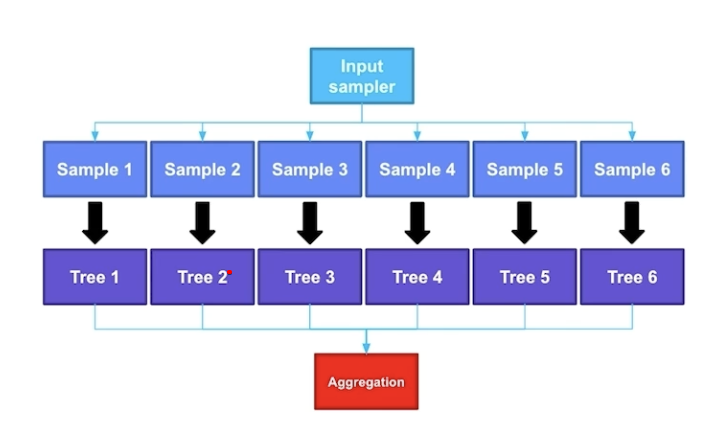 Input
sampler
Sample 1 Sample 2 Sample 3 Sample 4 Sample 5 Sample 6
Tree 1 Tree 2 Tree 3 Tree 4 Tree 5 Tree 6
Aggregation